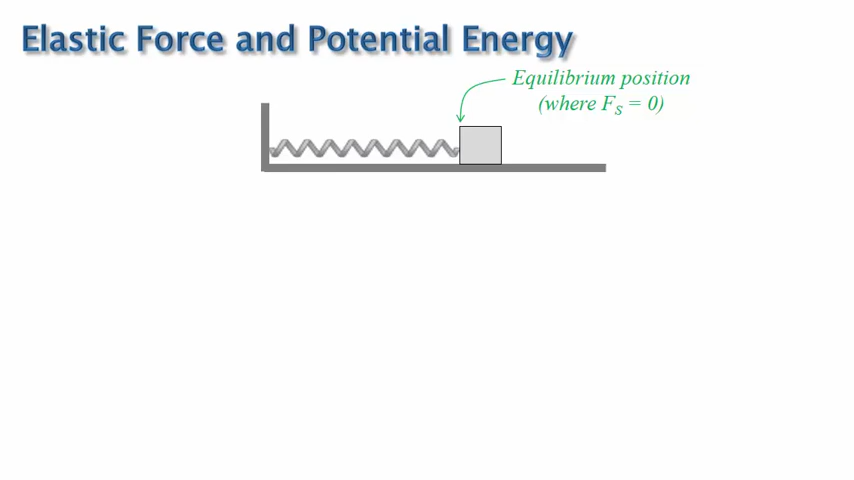 Elastic Force and Potential Energy
Equilibrium position
(where F_S = 0)